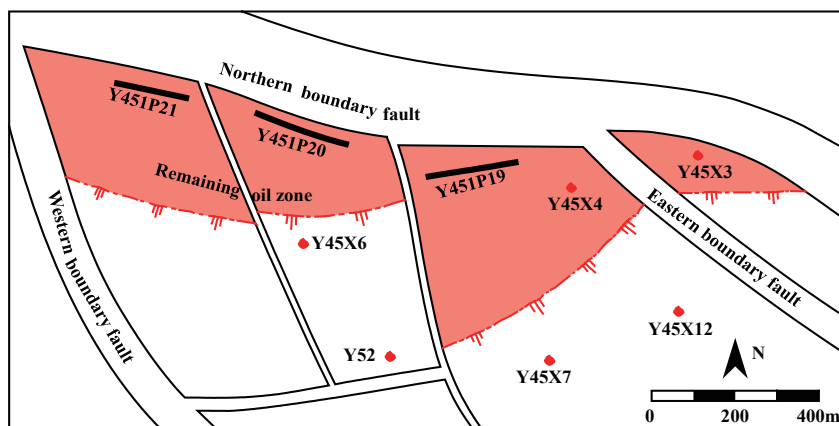 Northern boundary fault
Y451P21
Y451P20
Y451P19
Y45X3
Y45X4
Remaining oil zone
Y45X6
Western boundary fault
Eastern boundary fault
Y45X12
Y52
Y45X7
N
0 200 400m